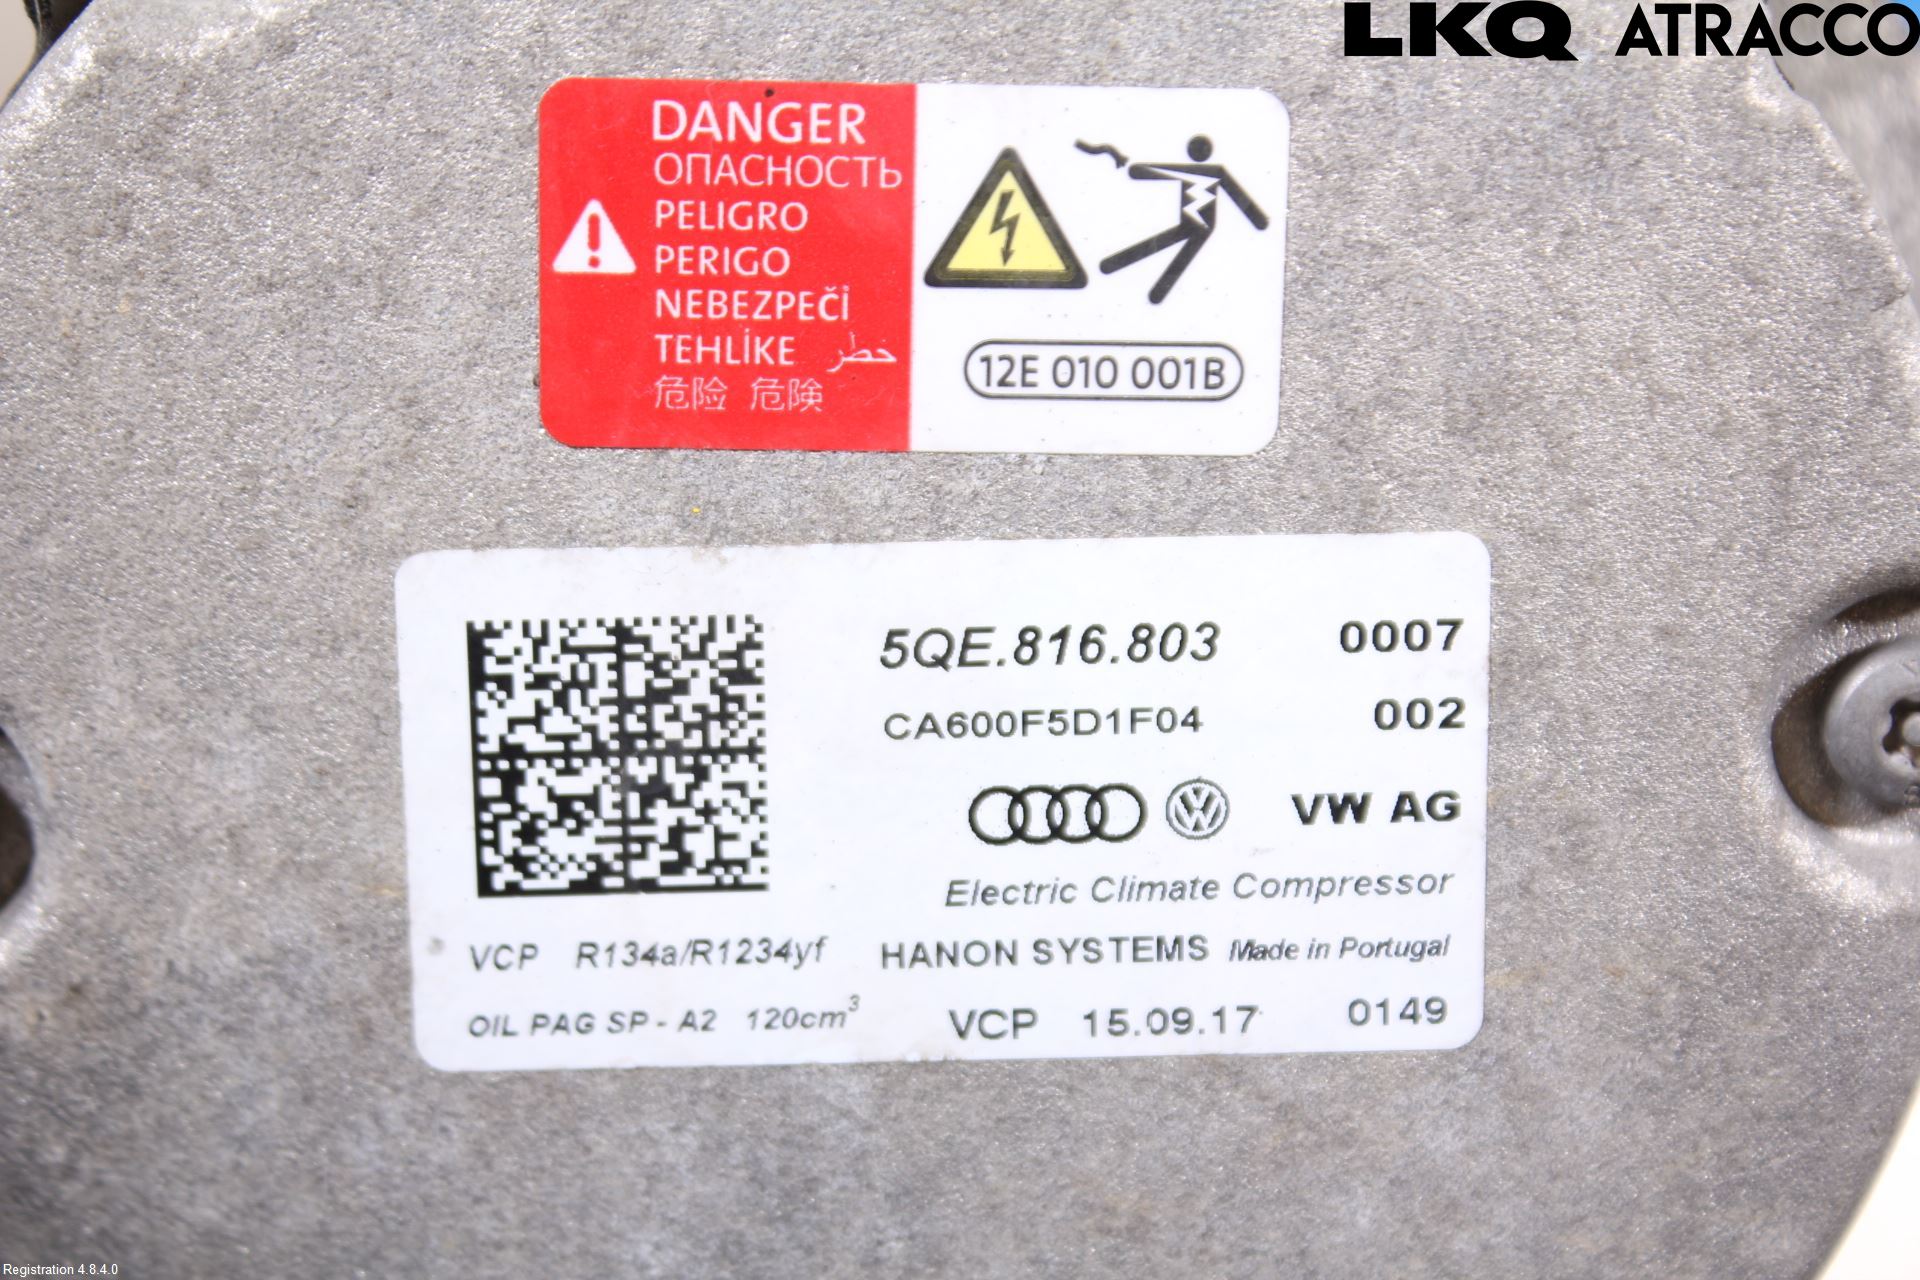 LKQ ATRACCO
DANGER
ОПАСНОСТЬ
PELIGRO
PERIGO
NEBEZPEČÍ
TEHLİKE خطر
危险 危険
12E 010 001B
5QE.816.803 0007
CA600F5D1F04 002
VW AG
Electric Climate Compressor
VCP R134a/R1234yf HANON SYSTEMS Made in Portugal
OIL PAG SP - A2 120cm³ VCP 15.09.17 0149
Registration 4.8.4.0